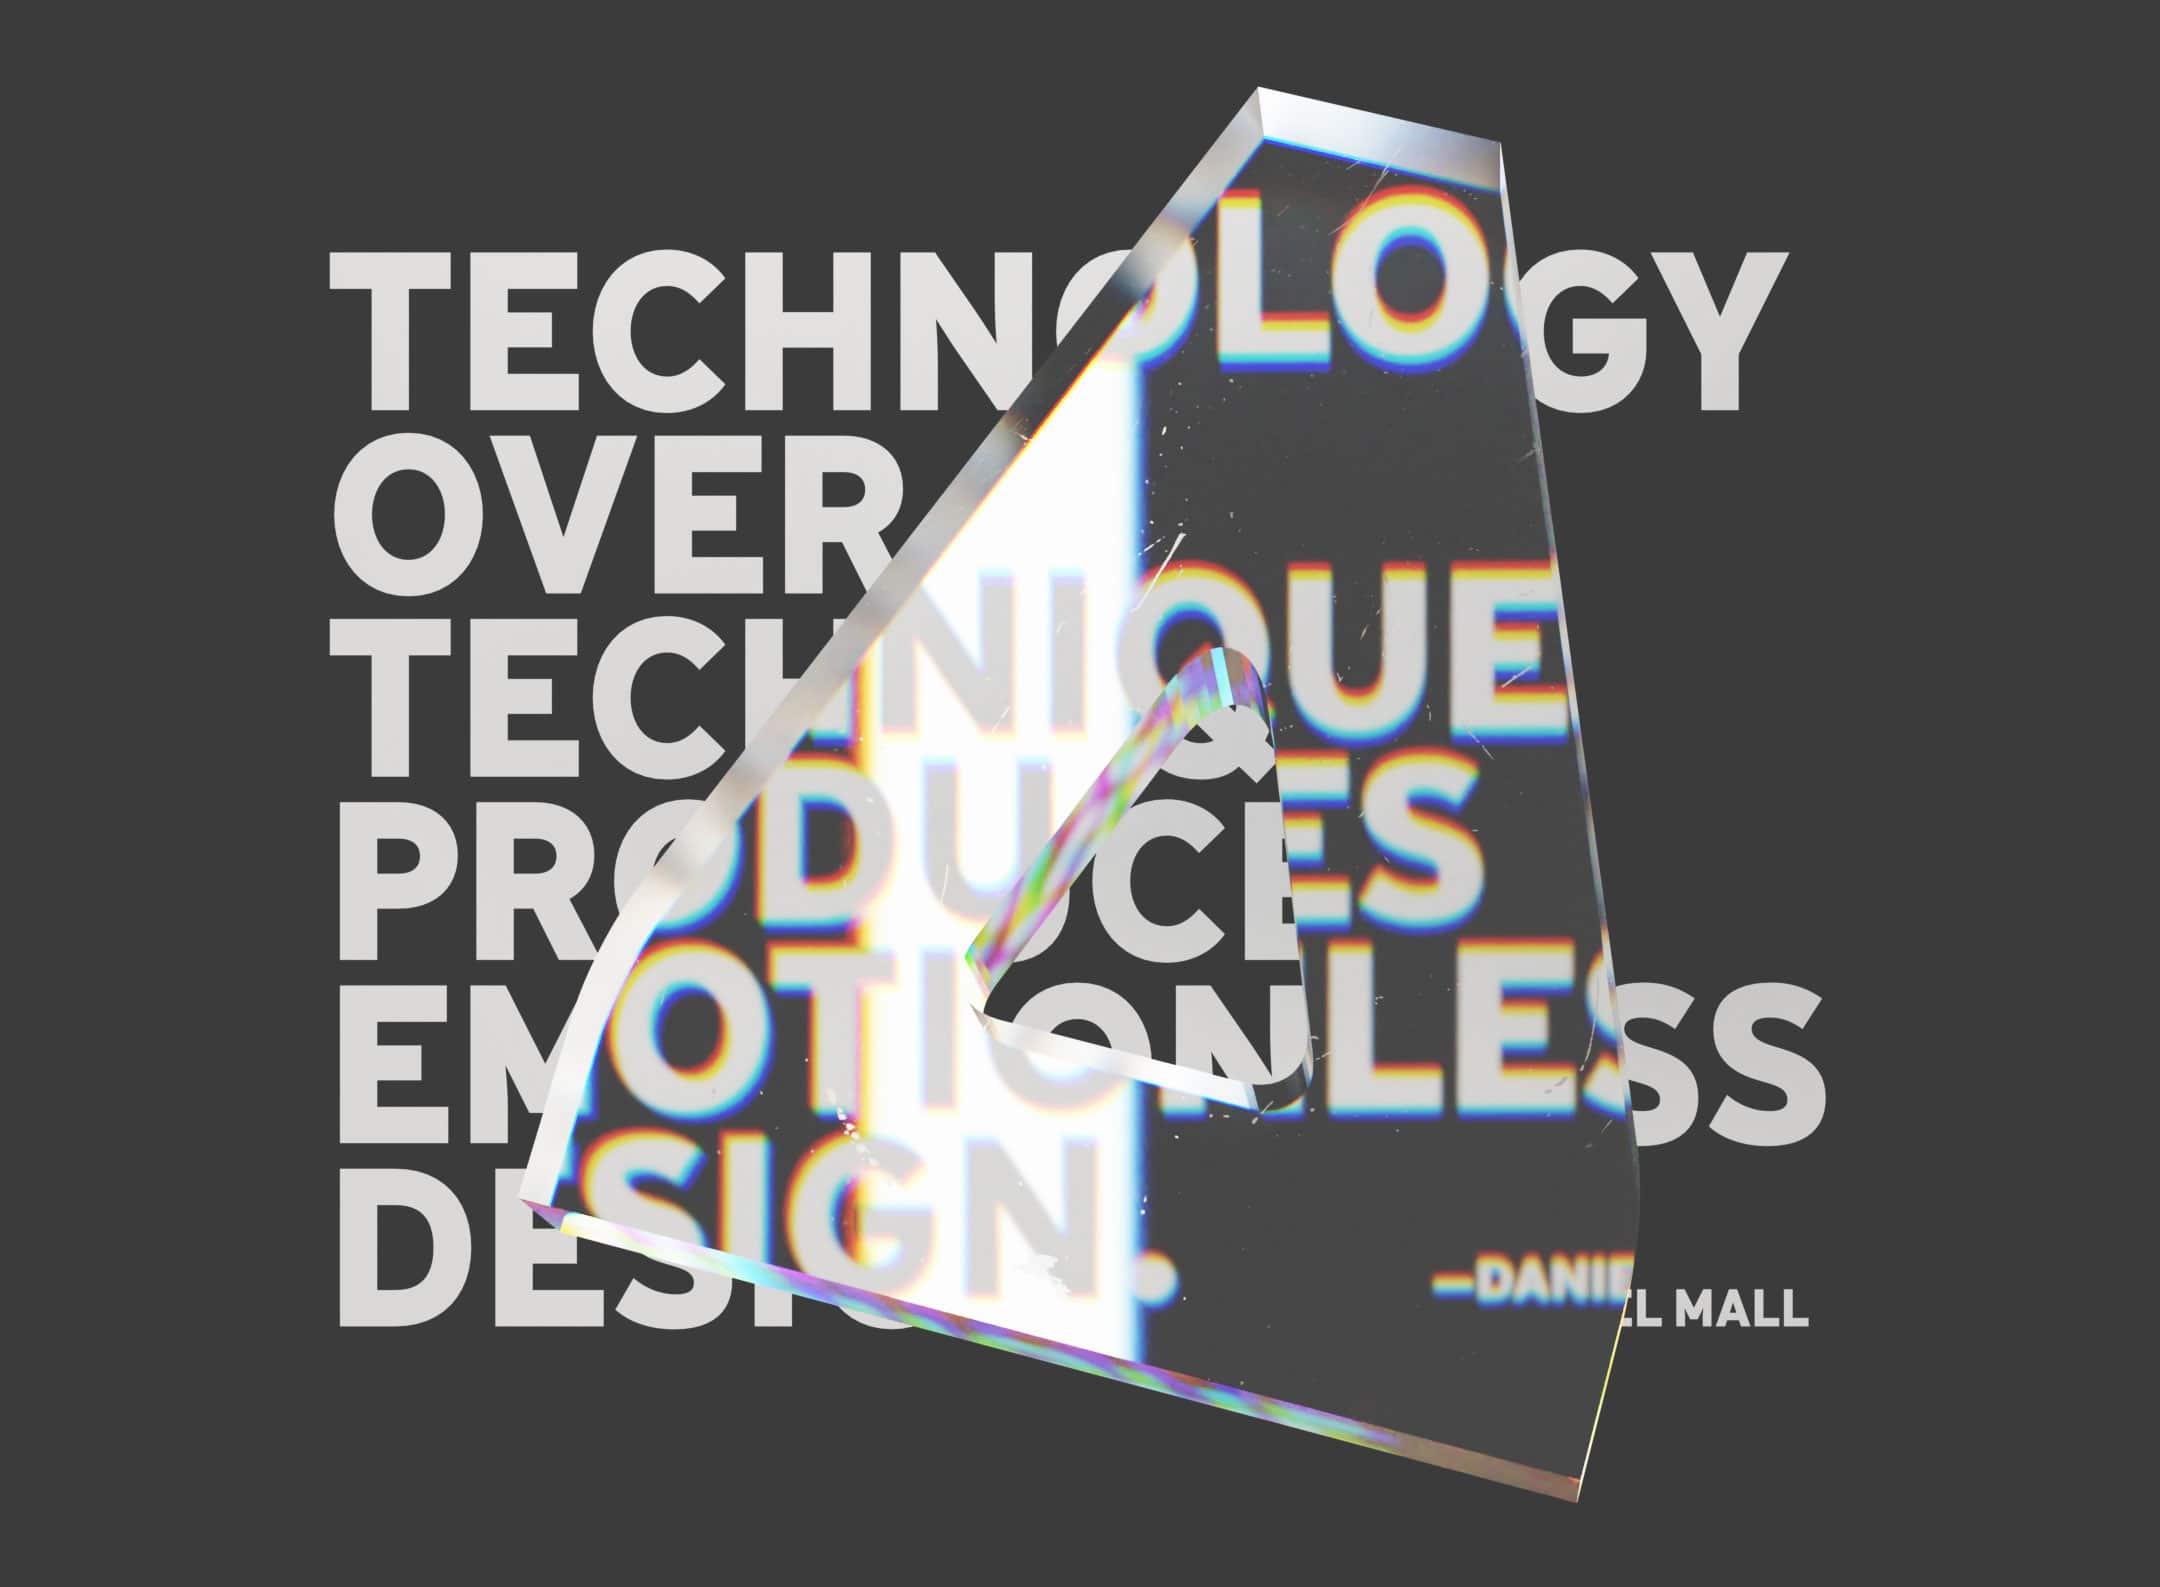 TECHNOLOGY
OVER
TECHNIQUE
PRODUCES
EMOTIONLESS
DESIGN.
—DANIEL MALL